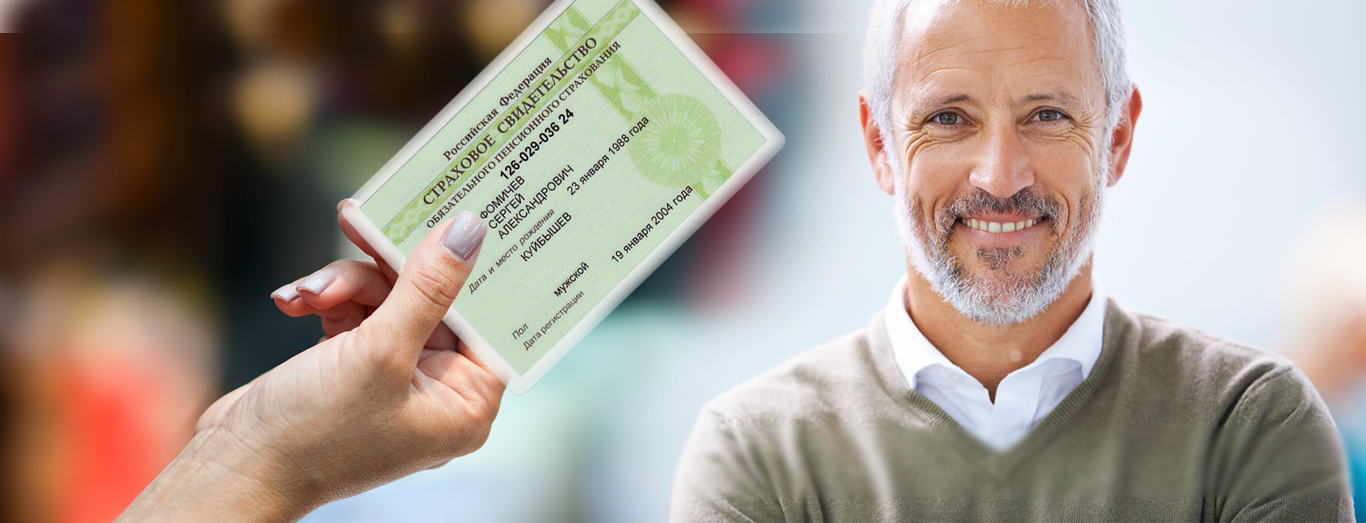 Российская Федерация
СТРАХОВОЕ СВИДЕТЕЛЬСТВО
ОБЯЗАТЕЛЬНОГО ПЕНСИОННОГО СТРАХОВАНИЯ
126-029-036 24
ФОМИЧЕВ
СЕРГЕЙ
АЛЕКСАНДРОВИЧ
Дата и место рождения 23 января 1988 года
КУЙБЫШЕВ
Пол мужской
Дата регистрации 19 января 2004 года